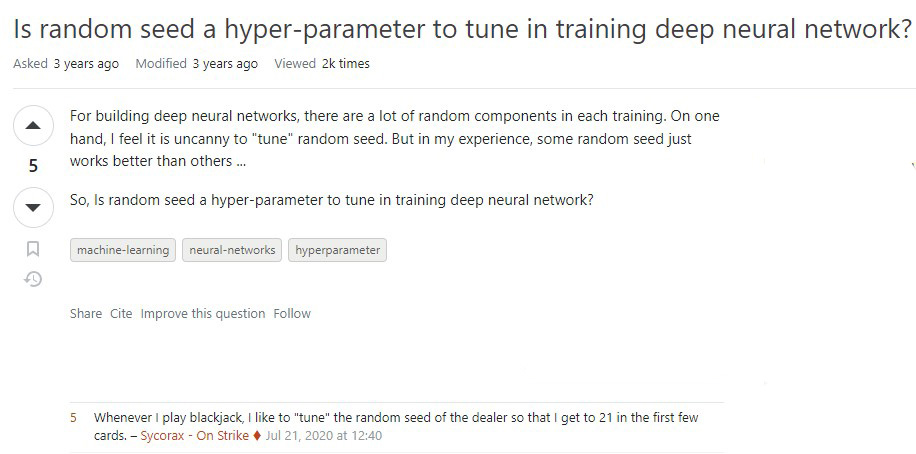 Is random seed a hyper-parameter to tune in training deep neural network?
Asked 3 years ago Modified 3 years ago Viewed 2k times
For building deep neural networks, there are a lot of random components in each training. On one
hand, I feel it is uncanny to "tune" random seed. But in my experience, some random seed just
works better than others ...
5
So, Is random seed a hyper-parameter to tune in training deep neural network?
machine-learning neural-networks hyperparameter
Share Cite Improve this question Follow
5 Whenever I play blackjack, I like to "tune" the random seed of the dealer so that I get to 21 in the first few
cards. – Sycorax - On Strike ♦ Jul 21, 2020 at 12:40